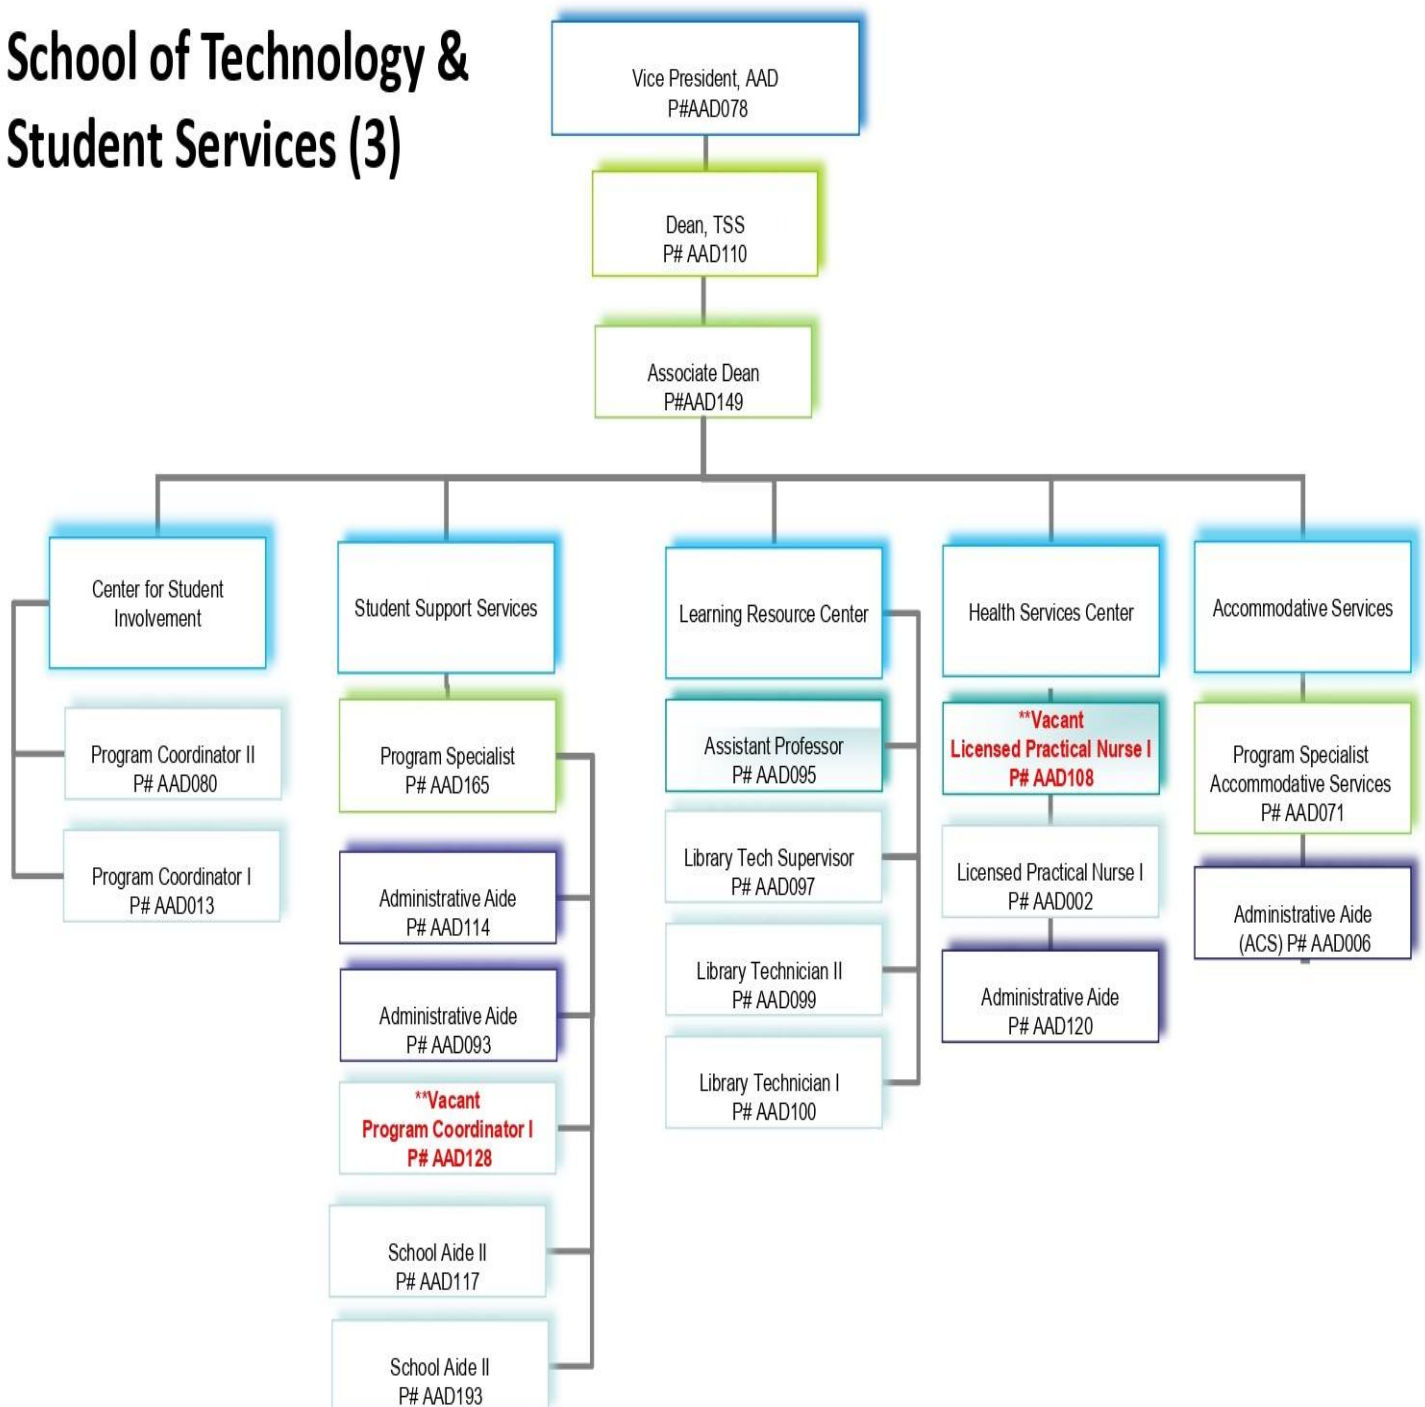 School of Technology &
Student Services (3)
Vice President, AAD
P#AAD078
Dean, TSS
P# AAD110
Associate Dean
P#AAD149
Center for Student
Involvement
Program Coordinator II
P# AAD080
Program Coordinator I
P# AAD013
Student Support Services
Program Specialist
P# AAD165
Administrative Aide
P# AAD114
Administrative Aide
P# AAD093
**Vacant
Program Coordinator I
P# AAD128
School Aide II
P# AAD117
School Aide II
P# AAD193
Learning Resource Center
Assistant Professor
P# AAD095
Library Tech Supervisor
P# AAD097
Library Technician II
P# AAD099
Library Technician I
P# AAD100
Health Services Center
**Vacant
Licensed Practical Nurse I
P# AAD108
Licensed Practical Nurse I
P# AAD002
Administrative Aide
P# AAD120
Accommodative Services
Program Specialist
Accommodative Services
P# AAD071
Administrative Aide
(ACS) P# AAD006